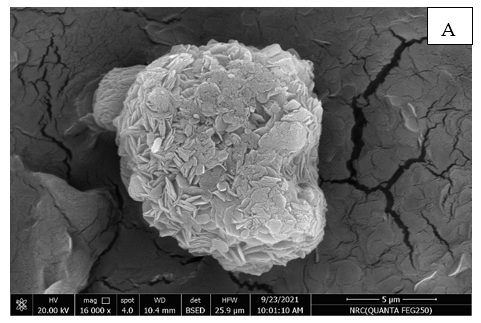 A
HV mag spot WD det HFW 9/23/2021 5 µm
20.00 kV 16 000 x 4.0 10.4 mm BSED 25.9 µm 10:01:10 AM NRC(QUANTA FEG250)